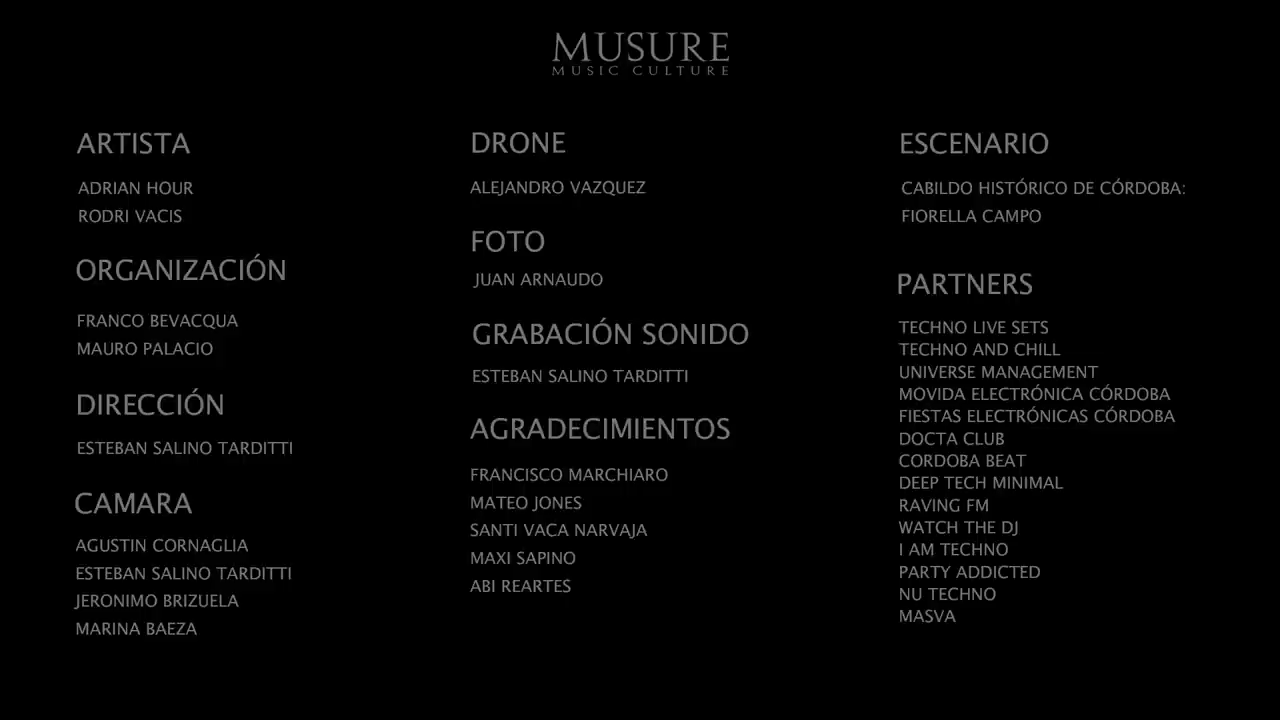 MUSURE
MUSIC CULTURE
ARTISTA
ADRIAN HOUR
RODRI VACIS
ORGANIZACIÓN
FRANCO BEVACQUA
MAURO PALACIO
DIRECCIÓN
ESTEBAN SALINO TARDITTI
CAMARA
AGUSTIN CORNAGLIA
ESTEBAN SALINO TARDITTI
JERONIMO BRIZUELA
MARINA BAEZA
DRONE
ALEJANDRO VAZQUEZ
FOTO
JUAN ARNAUDO
GRABACIÓN SONIDO
ESTEBAN SALINO TARDITTI
AGRADECIMIENTOS
FRANCISCO MARCHIARO
MATEO JONES
SANTI VACA NARVAJA
MAXI SAPINO
ABI REARTES
ESCENARIO
CABILDO HISTÓRICO DE CÓRDOBA:
FIORELLA CAMPO
PARTNERS
TECHNO LIVE SETS
TECHNO AND CHILL
UNIVERSE MANAGEMENT
MOVIDA ELECTRÓNICA CÓRDOBA
FIESTAS ELECTRÓNICAS CÓRDOBA
DOCTA CLUB
CORDOBA BEAT
DEEP TECH MINIMAL
RAVING FM
WATCH THE DJ
I AM TECHNO
PARTY ADDICTED
NU TECHNO
MASVA